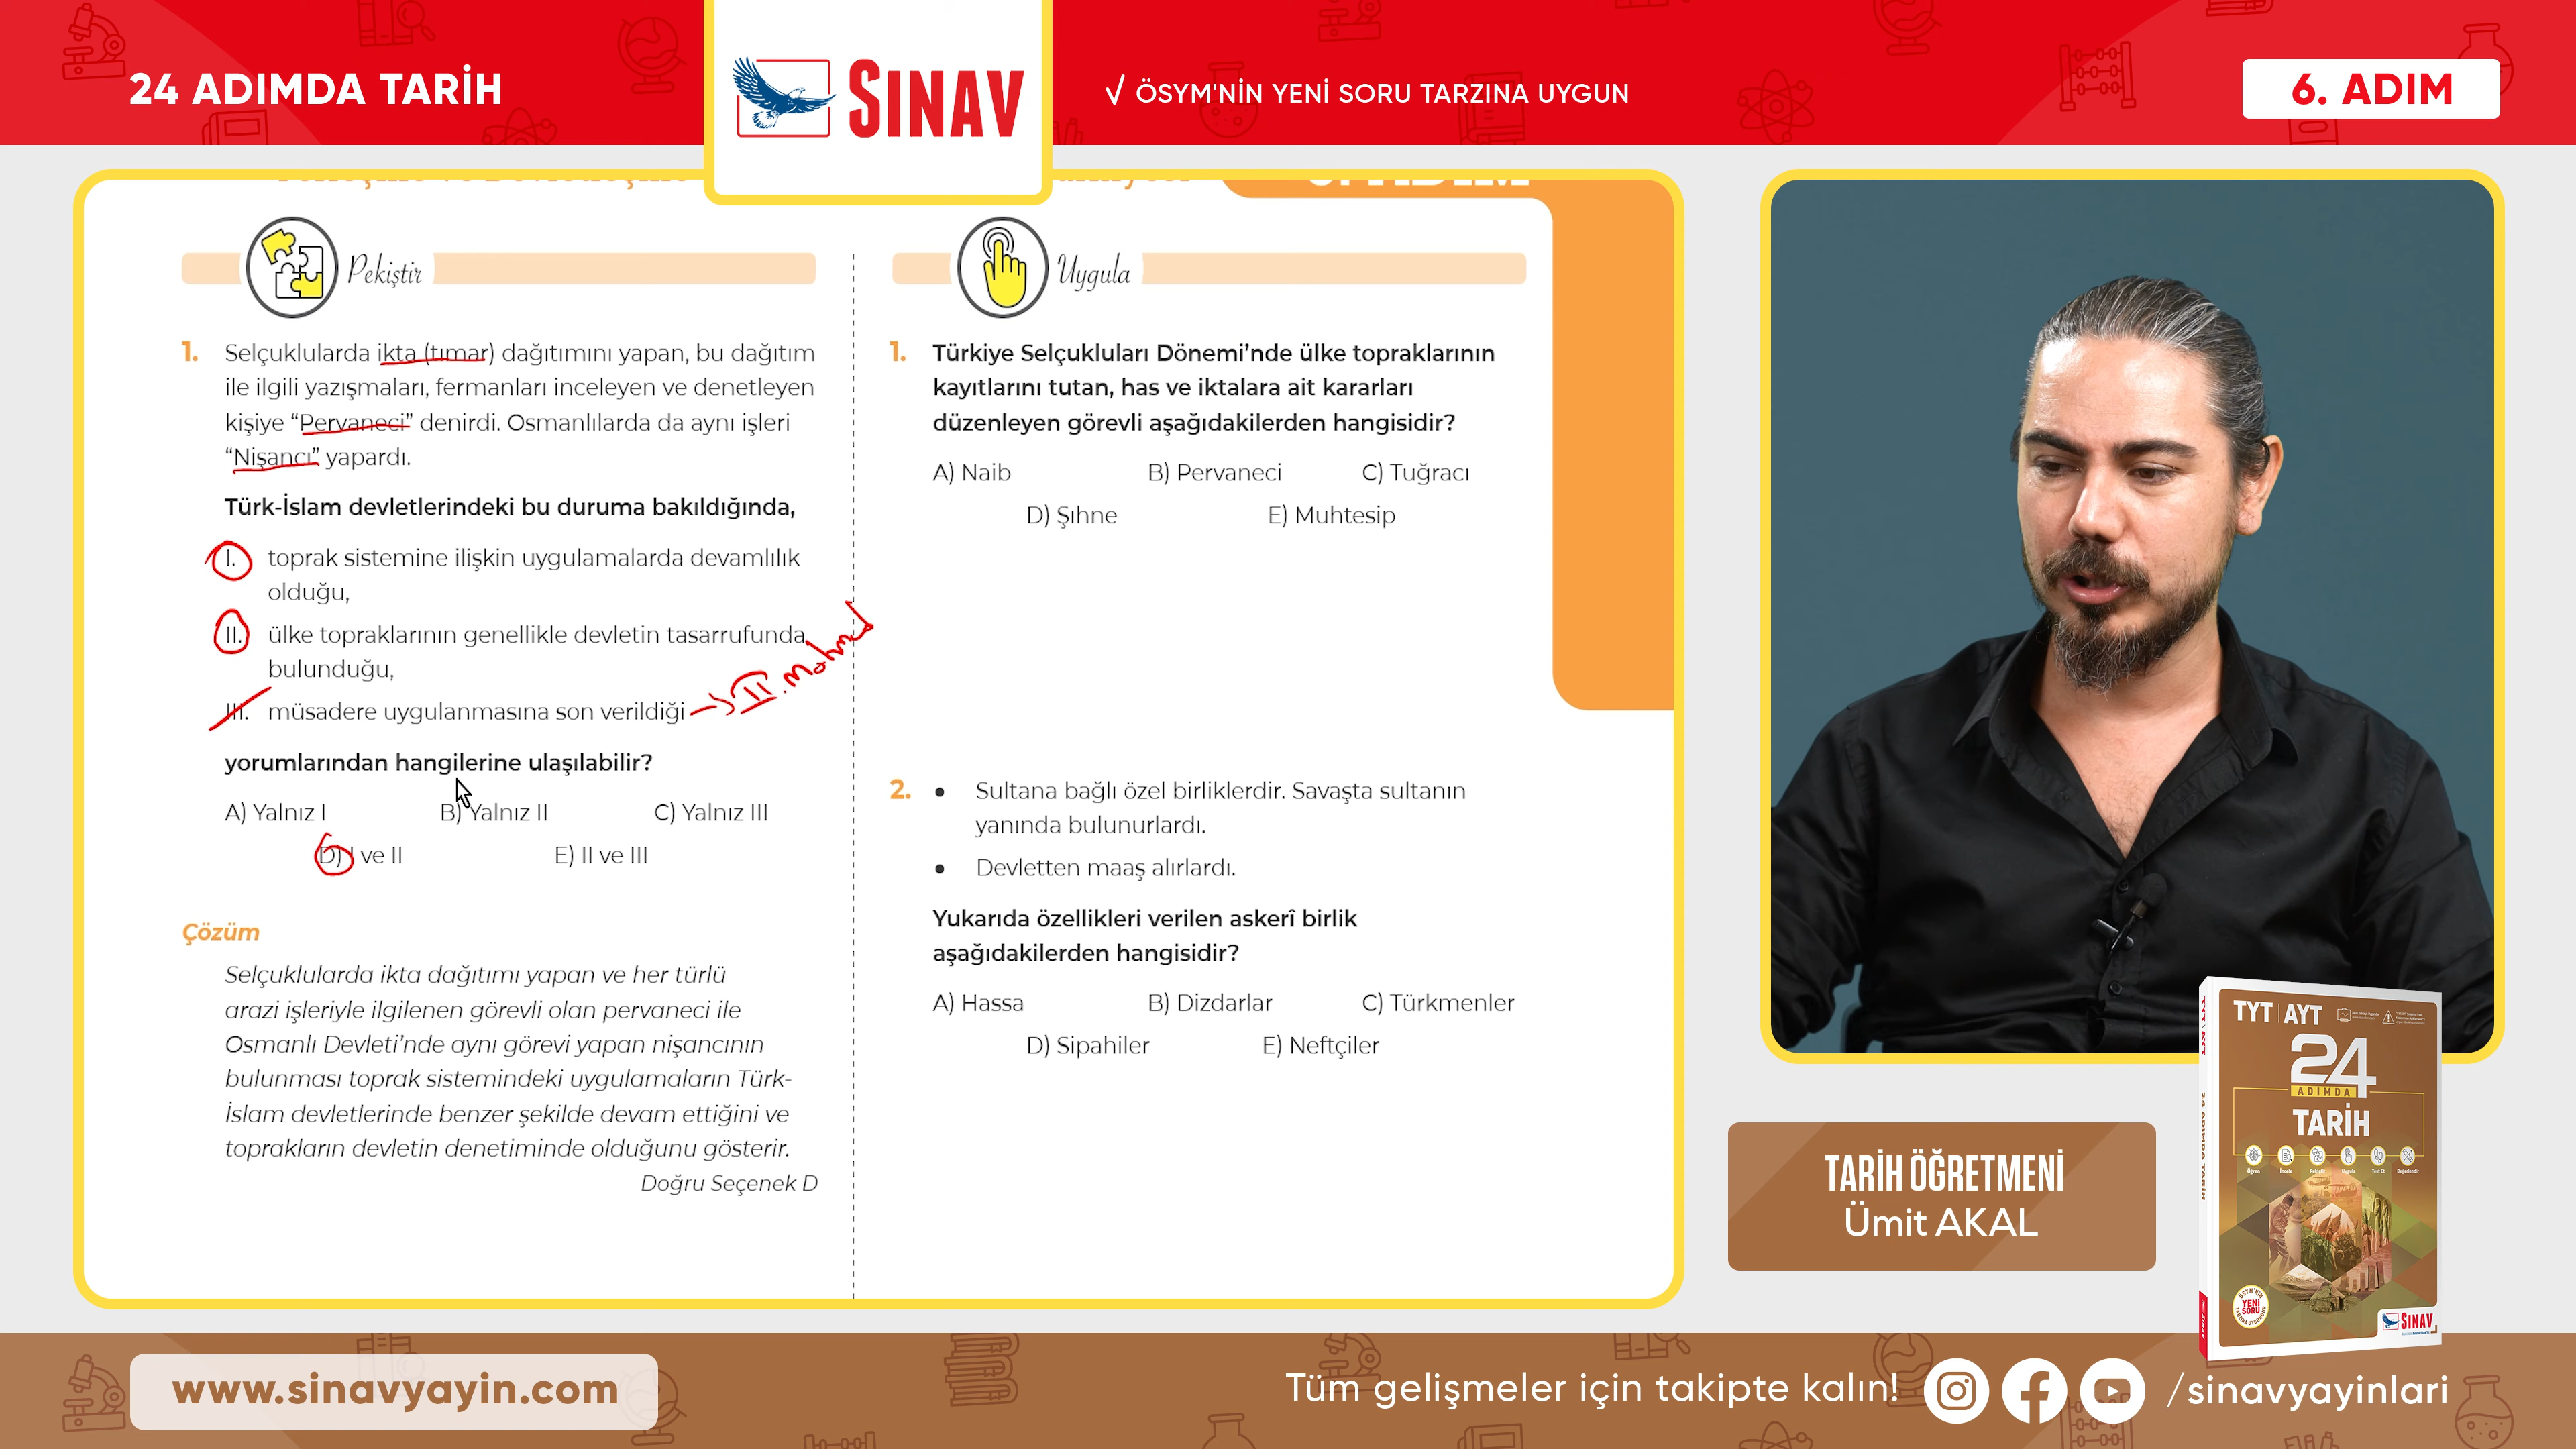 24 ADIMDA TARİH
SINAV
√ ÖSYM'NİN YENİ SORU TARZINA UYGUN
6. ADIM
Pekiştir
1. Selçuklularda ikta (tımar) dağıtımını yapan, bu dağıtım
ile ilgili yazışmaları, fermanları inceleyen ve denetleyen
kişiye “Pervaneci” denirdi. Osmanlılarda da aynı işleri
“Nişancı” yapardı.
Türk-İslam devletlerindeki bu duruma bakıldığında,
I. toprak sistemine ilişkin uygulamalarda devamlılık
olduğu,
II. ülke topraklarının genellikle devletin tasarrufunda
bulunduğu,
III. müsadere uygulanmasına son verildiği
→ II. Mahmud
yorumlarından hangilerine ulaşılabilir?
A) Yalnız I B) Yalnız II C) Yalnız III
D) I ve II E) II ve III
Çözüm
Selçuklularda ikta dağıtımı yapan ve her türlü
arazi işleriyle ilgilenen görevli olan pervaneci ile
Osmanlı Devleti’nde aynı görevi yapan nişancının
bulunması toprak sistemindeki uygulamaların Türk-
İslam devletlerinde benzer şekilde devam ettiğini ve
toprakların devletin denetiminde olduğunu gösterir.
Doğru Seçenek D
Uygula
1. Türkiye Selçukluları Dönemi’nde ülke topraklarının
kayıtlarını tutan, has ve iktalara ait kararları
düzenleyen görevli aşağıdakilerden hangisidir?
A) Naib B) Pervaneci C) Tuğracı
D) Şıhne E) Muhtesip
2. • Sultana bağlı özel birliklerdir. Savaşta sultanın
yanında bulunurlardı.
• Devletten maaş alırlardı.
Yukarıda özellikleri verilen askerî birlik
aşağıdakilerden hangisidir?
A) Hassa B) Dizdarlar C) Türkmenler
D) Sipahiler E) Neftçiler
TARİH ÖĞRETMENİ
Ümit AKAL
TYT | AYT
24
ADIMDA
TARİH
YENİ
SORU
SINAV
www.sinavyayin.com
Tüm gelişmeler için takipte kalın!
/sinavyayinlari